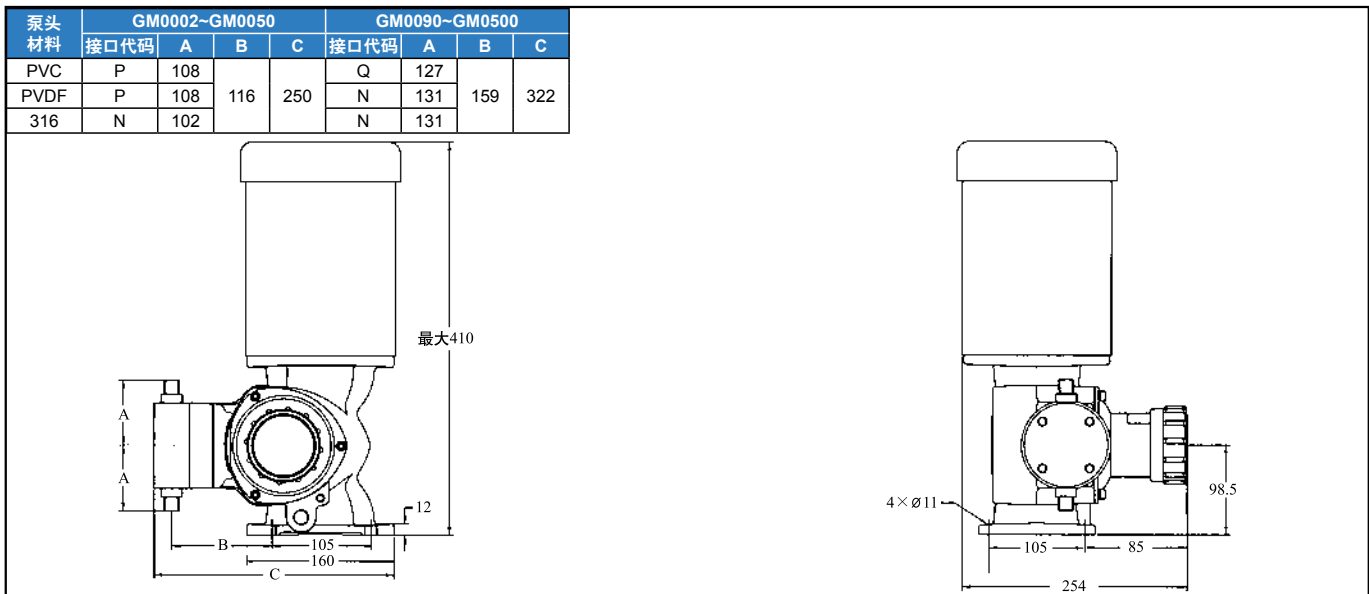 泵头材料 GM0002~GM0050 GM0090~GM0500
接口代码 A B C 接口代码 A B C
PVC P 108 116 250 Q 127 159 322
PVDF P 108 N 131
316 N 102 N 131
最大410
A
A
12
B
105
160
C
4×ø11
98.5
105
85
254